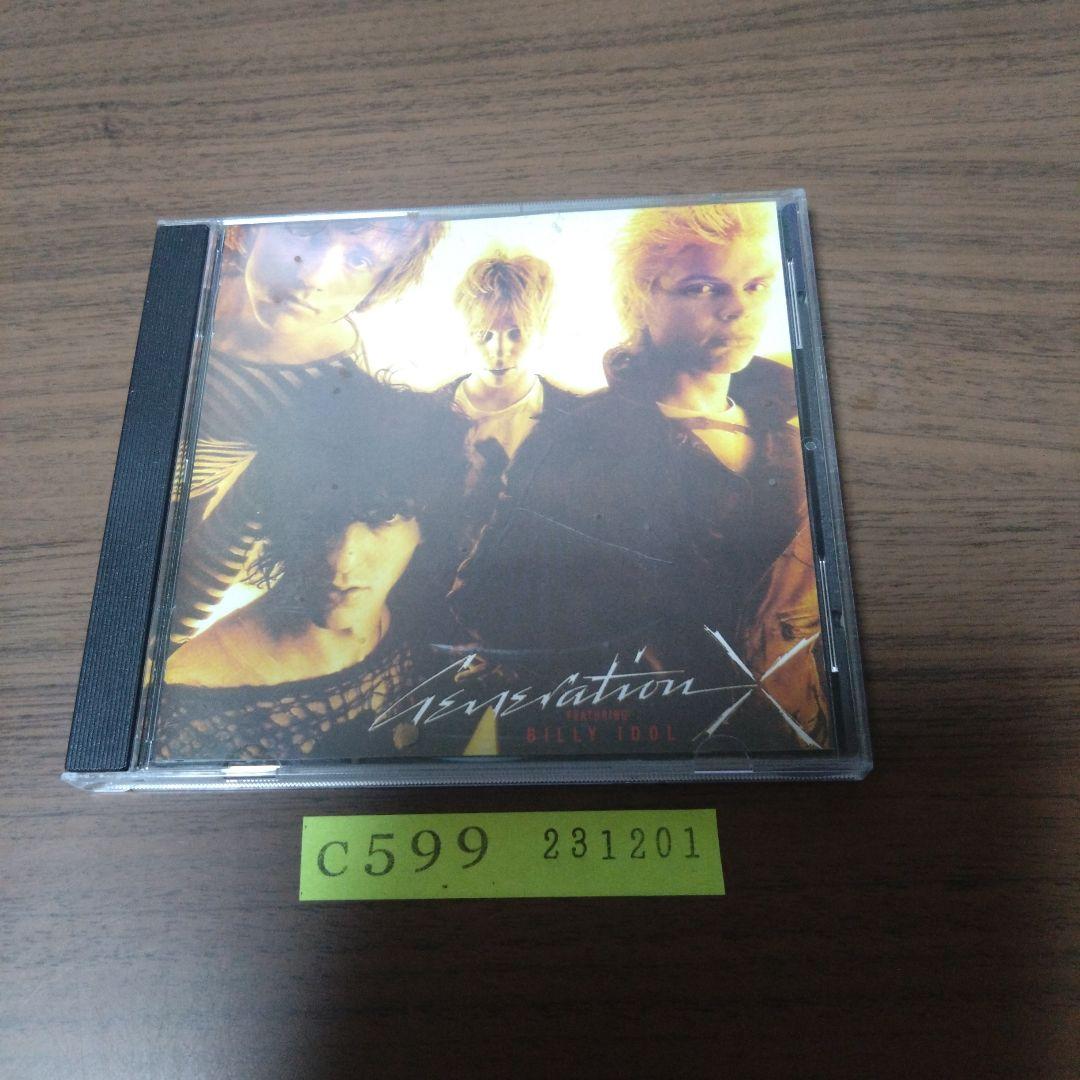 Generation X
FEATURING
BILLY IDOL
C599 231201